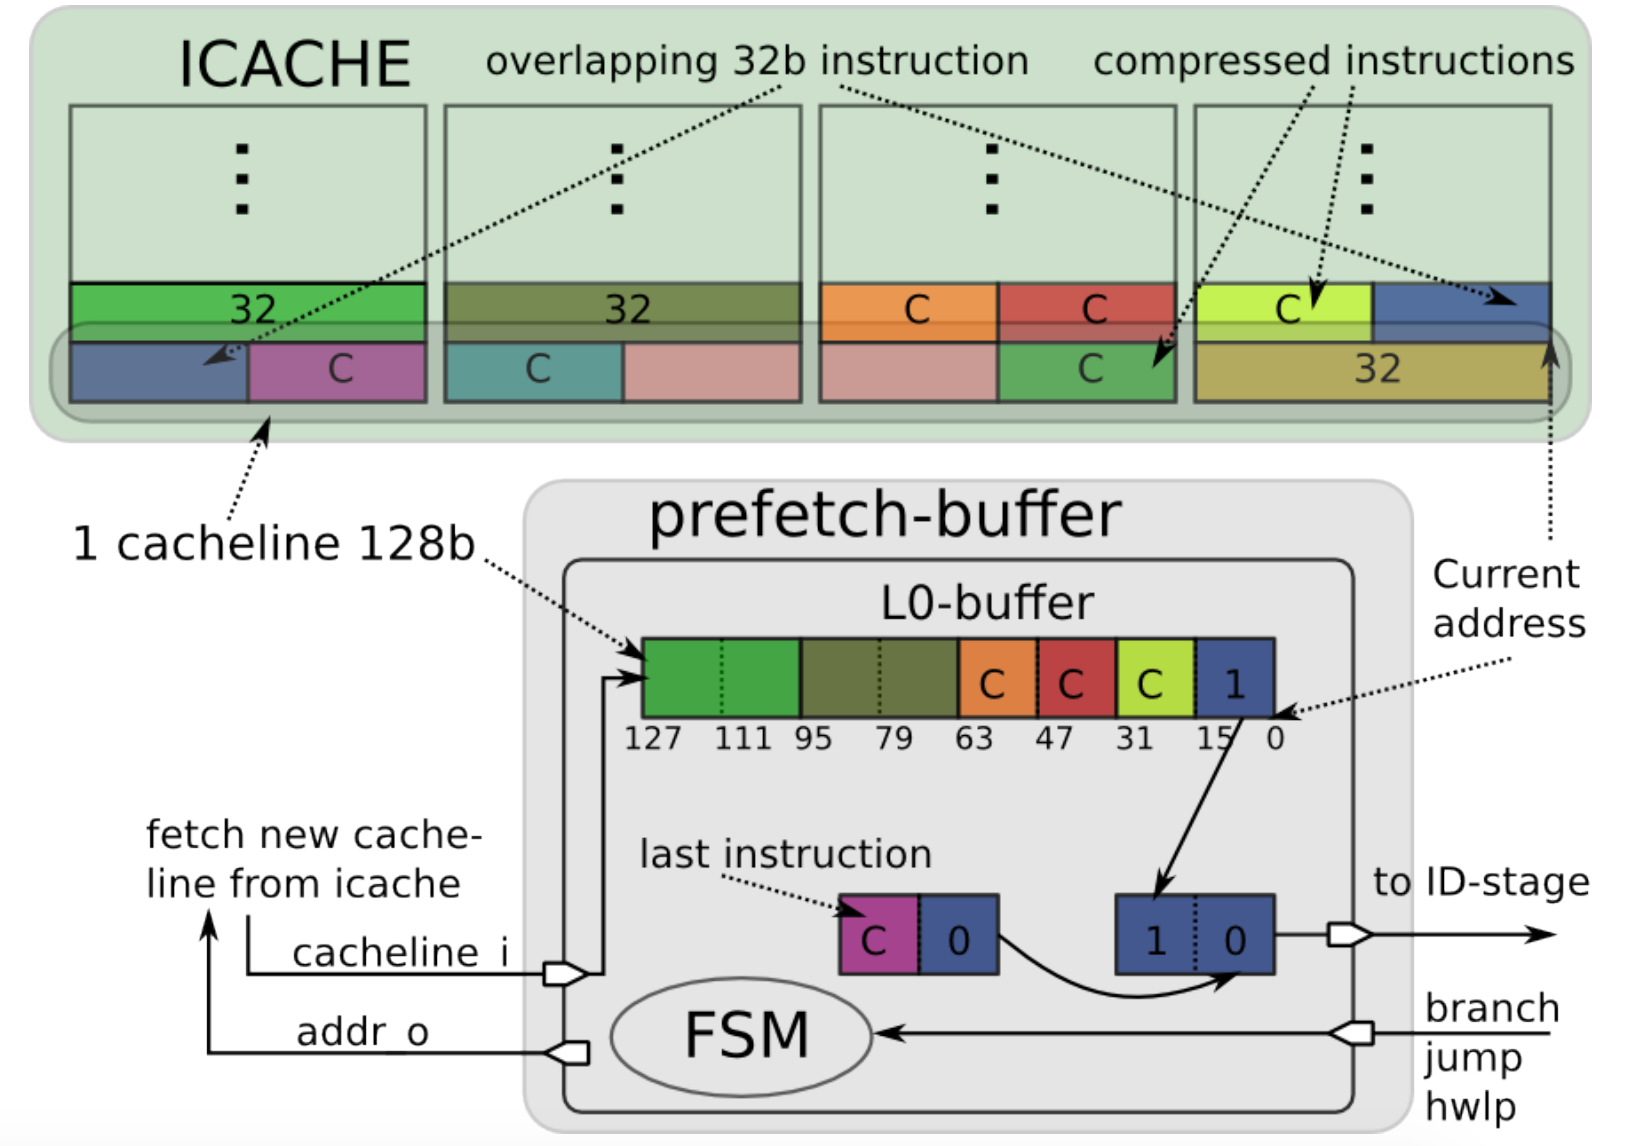 ICACHE
overlapping 32b instruction
compressed instructions
32
32
C
C
C
C
C
C
32
1 cacheline 128b
prefetch-buffer
Current
address
L0-buffer
C
C
C
1
127
111
95
79
63
47
31
15
0
fetch new cache-
line from icache
last instruction
to ID-stage
C
0
1
0
cacheline_i
addr_o
FSM
branch
jump
hwlp